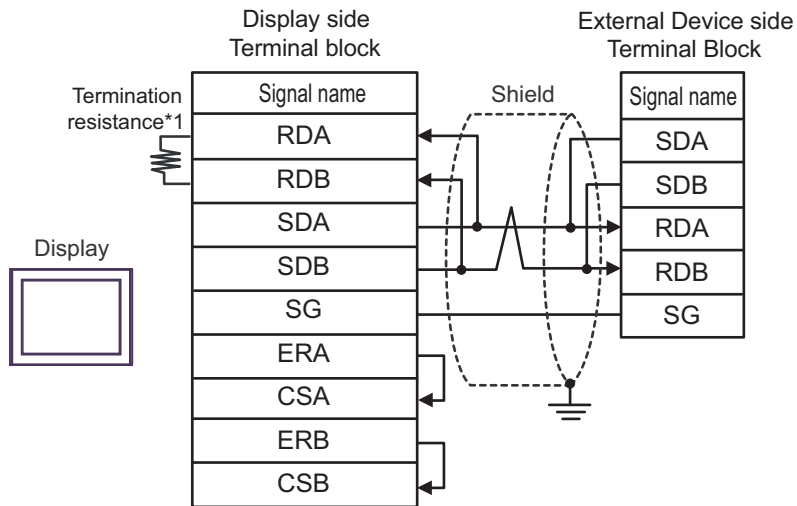 Display side
Terminal block
External Device side
Terminal Block
Termination
resistance*1
Signal name
RDA
RDB
SDA
SDB
SG
ERA
CSA
ERB
CSB
Shield
Signal name
SDA
SDB
RDA
RDB
SG
Display